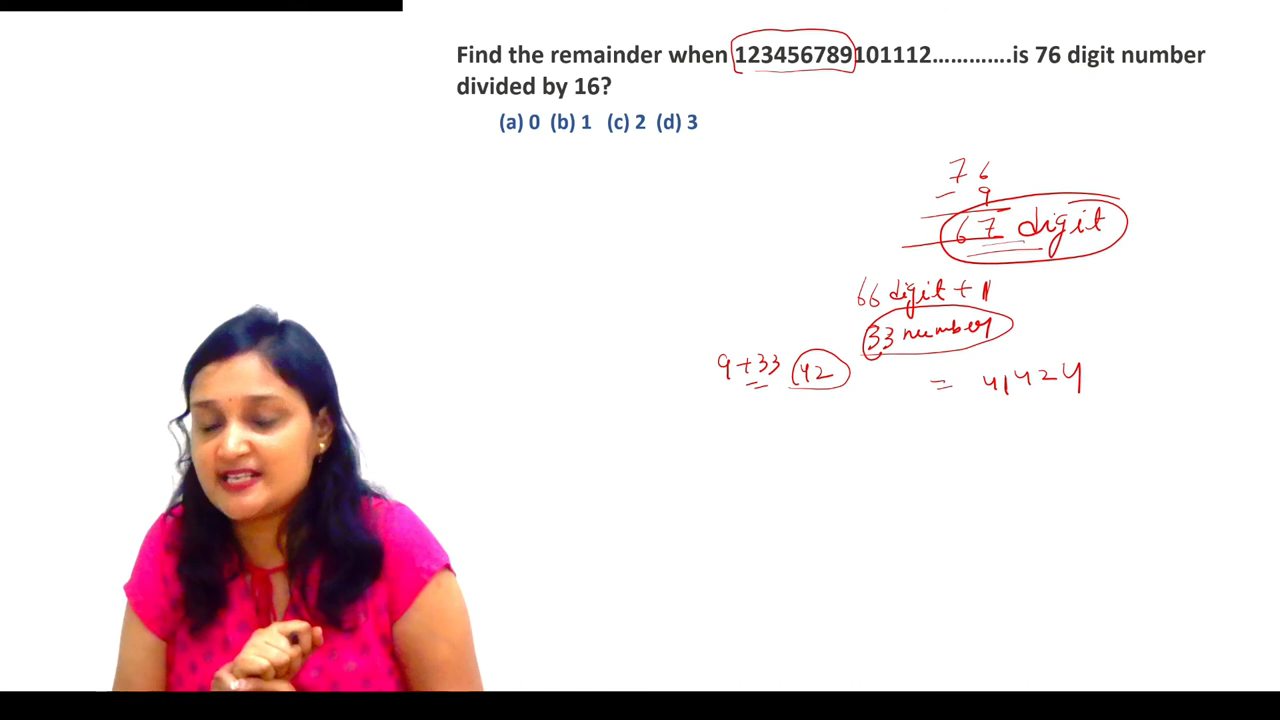 Find the remainder when 123456789101112.............is 76 digit number
divided by 16?
(a) 0 (b) 1 (c) 2 (d) 3
76
- 9
67 digit
66 digit + 1
33 number
9 + 33 42
= 41424